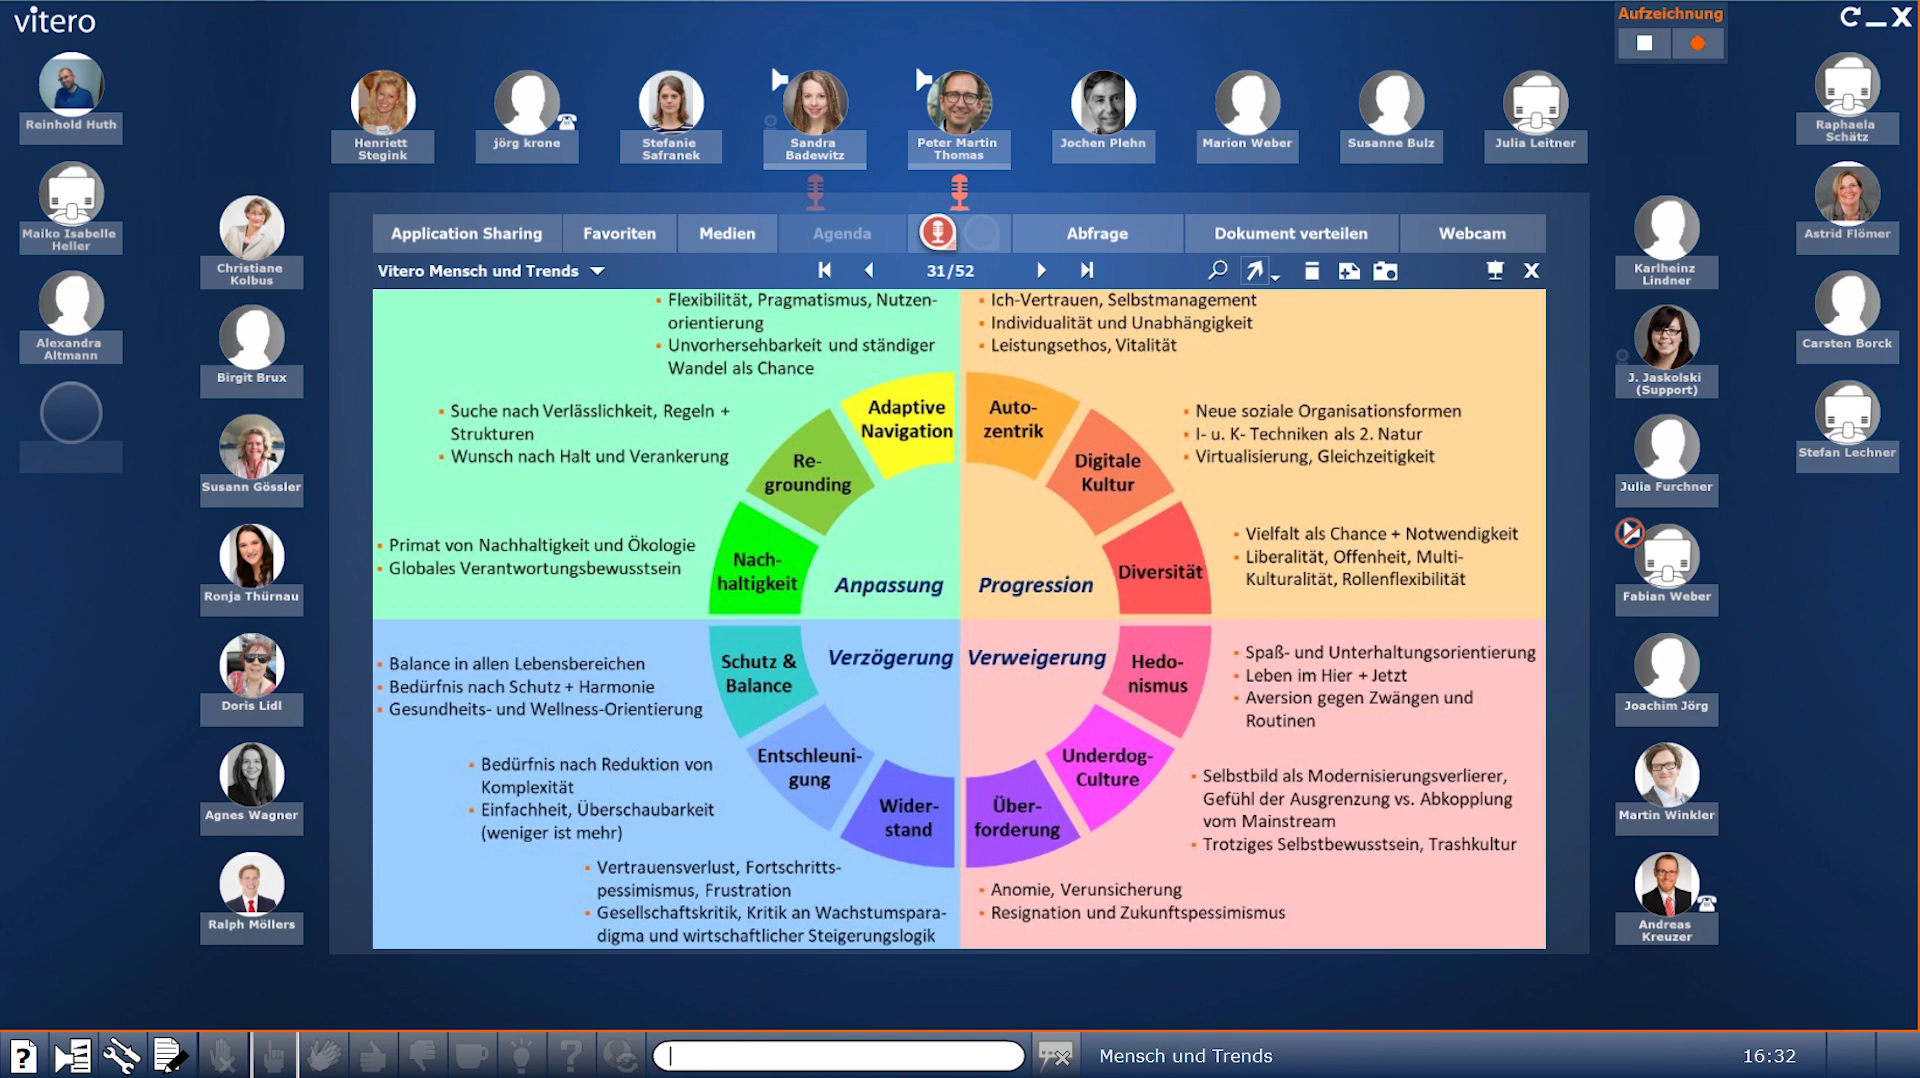 vitero
Aufzeichnung
Reinhold Huth
Maiko Isabelle
Heller
Alexandra
Altmann
Henriett
Stegink
jörg krone
Stefanie
Safranek
Sandra
Badewitz
Peter Martin
Thomas
Jochen Plehn
Marion Weber
Susanne Bulz
Julia Leitner
Raphaela
Schätz
Astrid Flömer
Carsten Borck
Stefan Lechner
Christiane
Kolbus
Birgit Brux
Susann Gössler
Ronja Thürnau
Doris Lidl
Agnes Wagner
Ralph Möllers
Karlheinz
Lindner
J. Jaskolski
(Support)
Julia Furchner
Fabian Weber
Joachim Jörg
Martin Winkler
Andreas
Kreuzer
Application Sharing
Favoriten
Medien
Agenda
Abfrage
Dokument verteilen
Webcam
Vitero Mensch und Trends
31/52
Flexibilität, Pragmatismus, Nutzen-
orientierung
Unvorhersehbarkeit und ständiger
Wandel als Chance
Ich-Vertrauen, Selbstmanagement
Individualität und Unabhängigkeit
Leistungsethos, Vitalität
Suche nach Verlässlichkeit, Regeln +
Strukturen
Wunsch nach Halt und Verankerung
Neue soziale Organisationsformen
I- u. K- Techniken als 2. Natur
Virtualisierung, Gleichzeitigkeit
Primat von Nachhaltigkeit und Ökologie
Globales Verantwortungsbewusstsein
Vielfalt als Chance + Notwendigkeit
Liberalität, Offenheit, Multi-
Kulturalität, Rollenflexibilität
Adaptive
Navigation
Auto-
zentrik
Re-
grounding
Digitale
Kultur
Nach-
haltigkeit
Diversität
Anpassung
Progression
Verzögerung
Verweigerung
Schutz &
Balance
Hedo-
nismus
Entschleuni-
gung
Underdog-
Culture
Wider-
stand
Über-
forderung
Balance in allen Lebensbereichen
Bedürfnis nach Schutz + Harmonie
Gesundheits- und Wellness-Orientierung
Spaß- und Unterhaltungsorientierung
Leben im Hier + Jetzt
Aversion gegen Zwängen und
Routinen
Bedürfnis nach Reduktion von
Komplexität
Einfachheit, Überschaubarkeit
(weniger ist mehr)
Selbstbild als Modernisierungsverlierer,
Gefühl der Ausgrenzung vs. Abkopplung
vom Mainstream
Trotziges Selbstbewusstsein, Trashkultur
Vertrauensverlust, Fortschritts-
pessimismus, Frustration
Gesellschaftskritik, Kritik an Wachstumspara-
digma und wirtschaftlicher Steigerungslogik
Anomie, Verunsicherung
Resignation und Zukunftspessimismus
Mensch und Trends
16:32